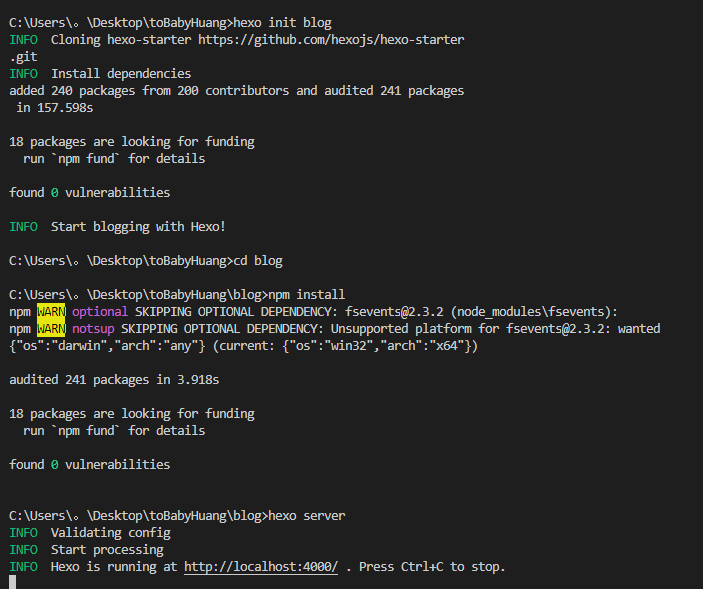 C:\Users\。\Desktop\toBabyHuang>hexo init blog
INFO  Cloning hexo-starter https://github.com/hexojs/hexo-starter
.git
INFO  Install dependencies
added 240 packages from 200 contributors and audited 241 packages
 in 157.598s
18 packages are looking for funding
  run `npm fund` for details
found 0 vulnerabilities
INFO  Start blogging with Hexo!
C:\Users\。\Desktop\toBabyHuang>cd blog
C:\Users\。\Desktop\toBabyHuang\blog>npm install
npm WARN optional SKIPPING OPTIONAL DEPENDENCY: fsevents@2.3.2 (node_modules\fsevents):
npm WARN notsup SKIPPING OPTIONAL DEPENDENCY: Unsupported platform for fsevents@2.3.2: wanted
{"os":"darwin","arch":"any"} (current: {"os":"win32","arch":"x64"})
audited 241 packages in 3.918s
18 packages are looking for funding
  run `npm fund` for details
found 0 vulnerabilities
C:\Users\。\Desktop\toBabyHuang\blog>hexo server
INFO  Validating config
INFO  Start processing
INFO  Hexo is running at http://localhost:4000/ . Press Ctrl+C to stop.